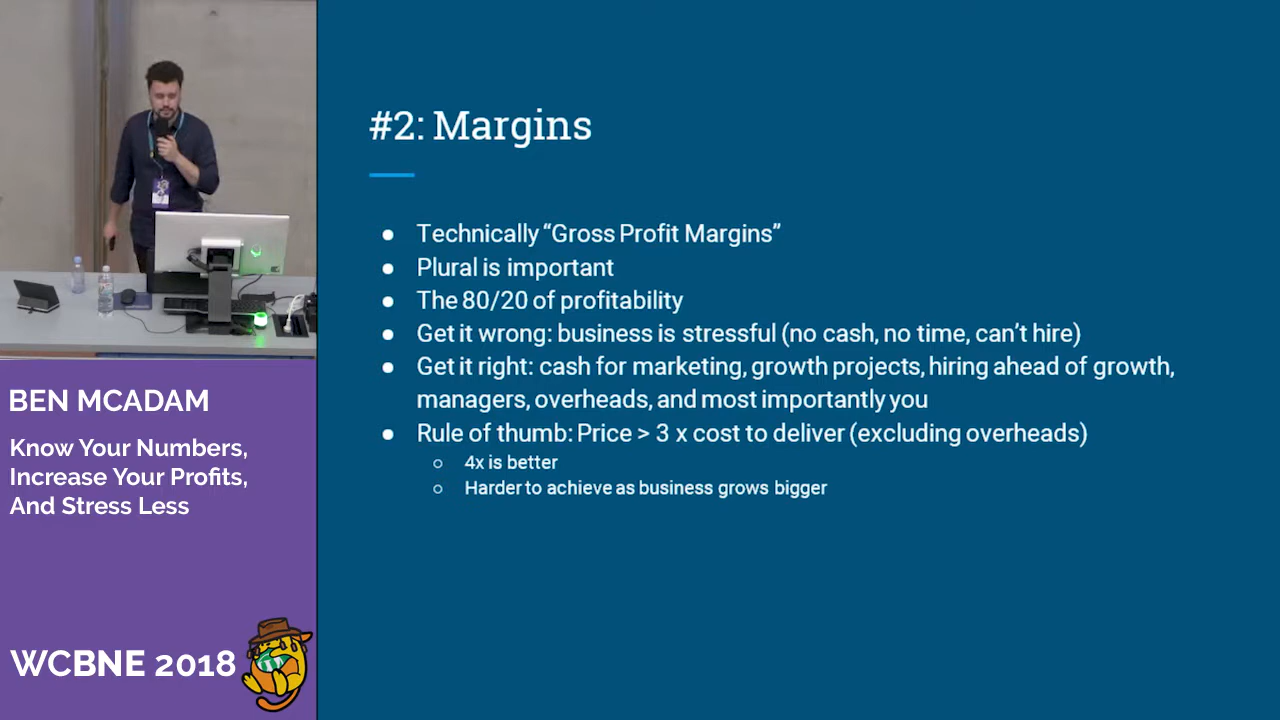 #2: Margins
Technically “Gross Profit Margins”
Plural is important
The 80/20 of profitability
Get it wrong: business is stressful (no cash, no time, can’t hire)
Get it right: cash for marketing, growth projects, hiring ahead of growth,
managers, overheads, and most importantly you
Rule of thumb: Price > 3 x cost to deliver (excluding overheads)
4x is better
Harder to achieve as business grows bigger
BEN MCADAM
Know Your Numbers,
Increase Your Profits,
And Stress Less
WCBNE 2018